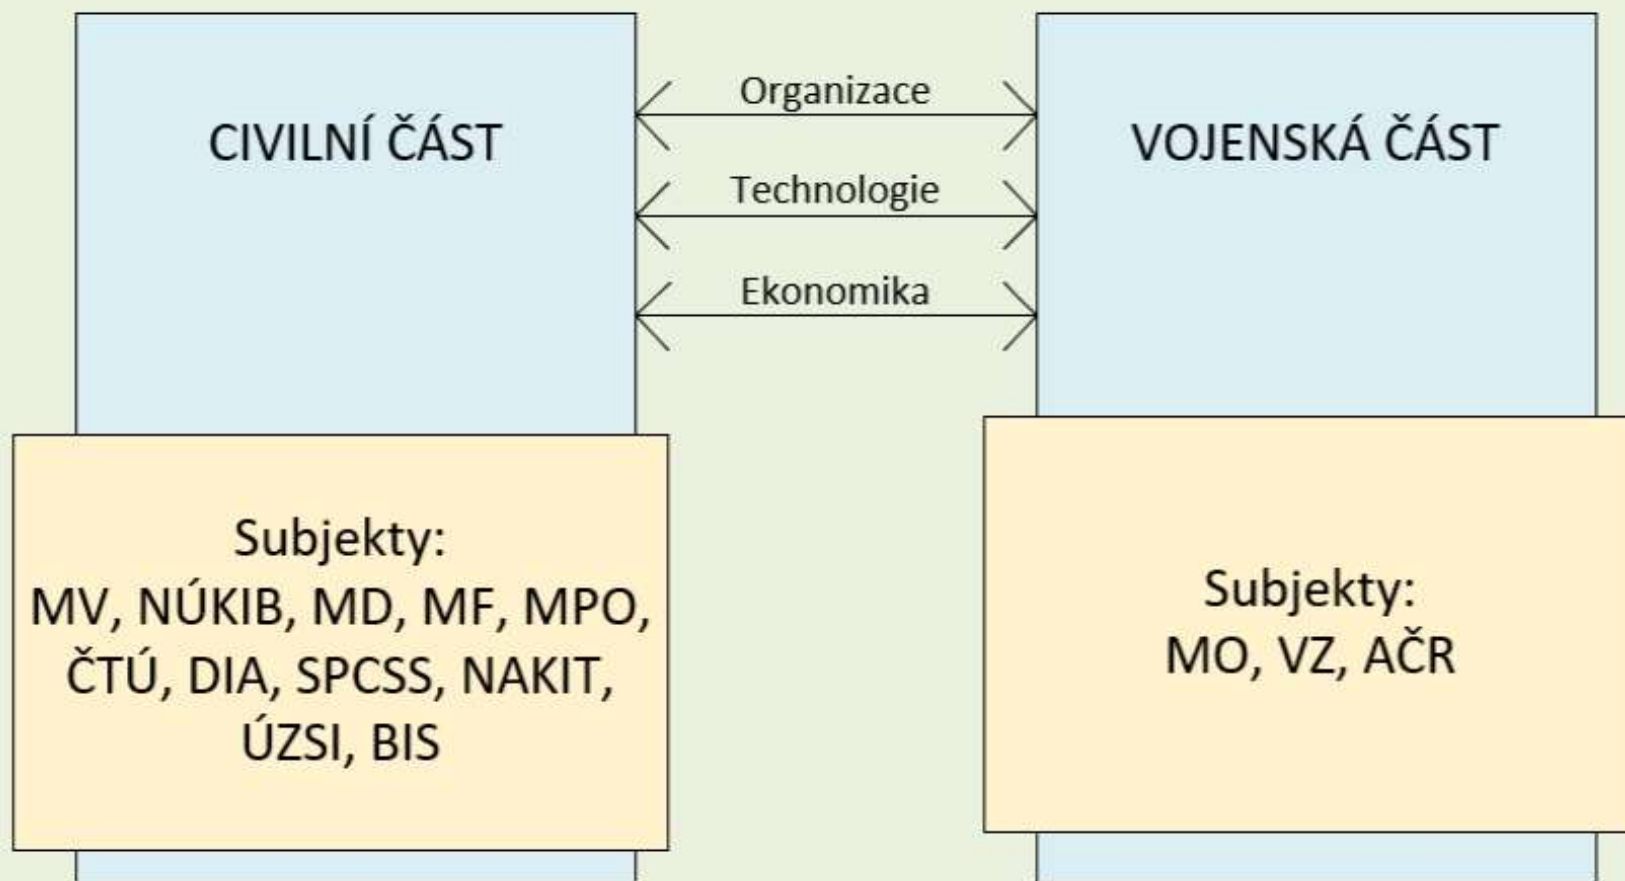 CIVILNÍ ČÁST
Organizace
Technologie
Ekonomika
VOJENSKÁ ČÁST
Subjekty:
MV, NÚKIB, MD, MF, MPO,
ČTÚ, DIA, SPCSS, NAKIT,
ÚZSI, BIS
Subjekty:
MO, VZ, AČR